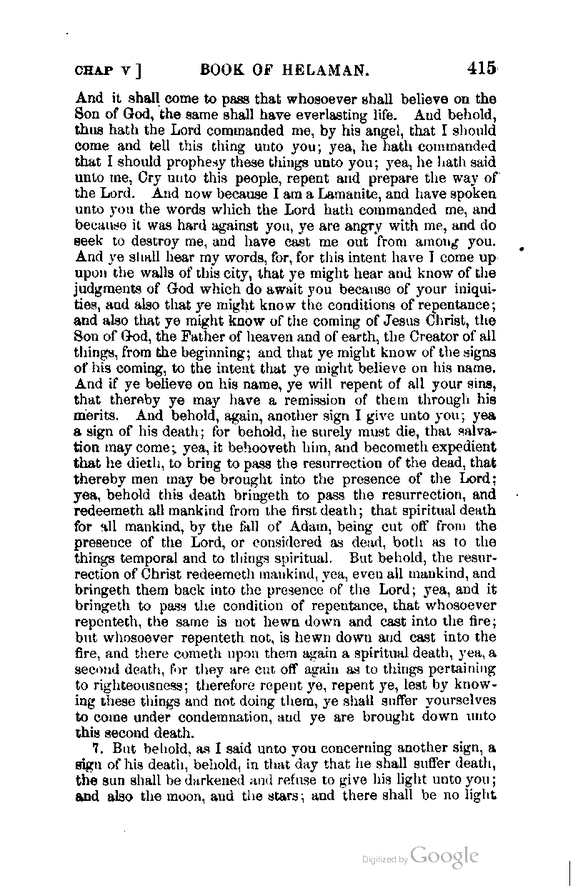 CHAP V ] BOOK OF HELAMAN. 415
And it shall come to pass that whosoever shall believe on the
Son of God, the same shall have everlasting life. And behold,
thus hath the Lord commanded me, by his angel, that I should
come and tell this thing unto you; yea, he hath commanded
that I should prophesy these things unto you; yea, he hath said
unto me, Cry unto this people, repent and prepare the way of
the Lord. And now because I am a Lamanite, and have spoken
unto you the words which the Lord hath commanded me, and
because it was hard against you, ye are angry with me, and do
seek to destroy me, and have cast me out from among you.
And ye shall hear my words, for, for this intent have I come up
upon the walls of this city, that ye might hear and know of the
judgments of God which do await you because of your iniqui-
ties, and also that ye might know the conditions of repentance;
and also that ye might know of the coming of Jesus Christ, the
Son of God, the Father of heaven and of earth, the Creator of all
things, from the beginning; and that ye might know of the signs
of his coming, to the intent that ye might believe on his name.
And if ye believe on his name, ye will repent of all your sins,
that thereby ye may have a remission of them through his
merits. And behold, again, another sign I give unto you; yea
a sign of his death; for behold, he surely must die, that salva-
tion may come; yea, it behooveth him, and becometh expedient
that he dieth, to bring to pass the resurrection of the dead, that
thereby men may be brought into the presence of the Lord;
yea, behold this death bringeth to pass the resurrection, and
redeemeth all mankind from the first death; that spiritual death
for all mankind, by the fall of Adam, being cut off from the
presence of the Lord, or considered as dead, both as to the
things temporal and to things spiritual. But behold, the resur-
rection of Christ redeemeth mankind, yea, even all mankind, and
bringeth them back into the presence of the Lord; yea, and it
bringeth to pass the condition of repentance, that whosoever
repenteth, the same is not hewn down and cast into the fire;
but whosoever repenteth not, is hewn down and cast into the
fire, and there cometh upon them again a spiritual death, yea, a
second death, for they are cut off again as to things pertaining
to righteousness; therefore repent ye, repent ye, lest by know-
ing these things and not doing them, ye shall suffer yourselves
to come under condemnation, and ye are brought down unto
this second death.
7. But behold, as I said unto you concerning another sign, a
sign of his death, behold, in that day that he shall suffer death,
the sun shall be darkened and refuse to give his light unto you;
and also the moon, and the stars; and there shall be no light
Digitized by Google